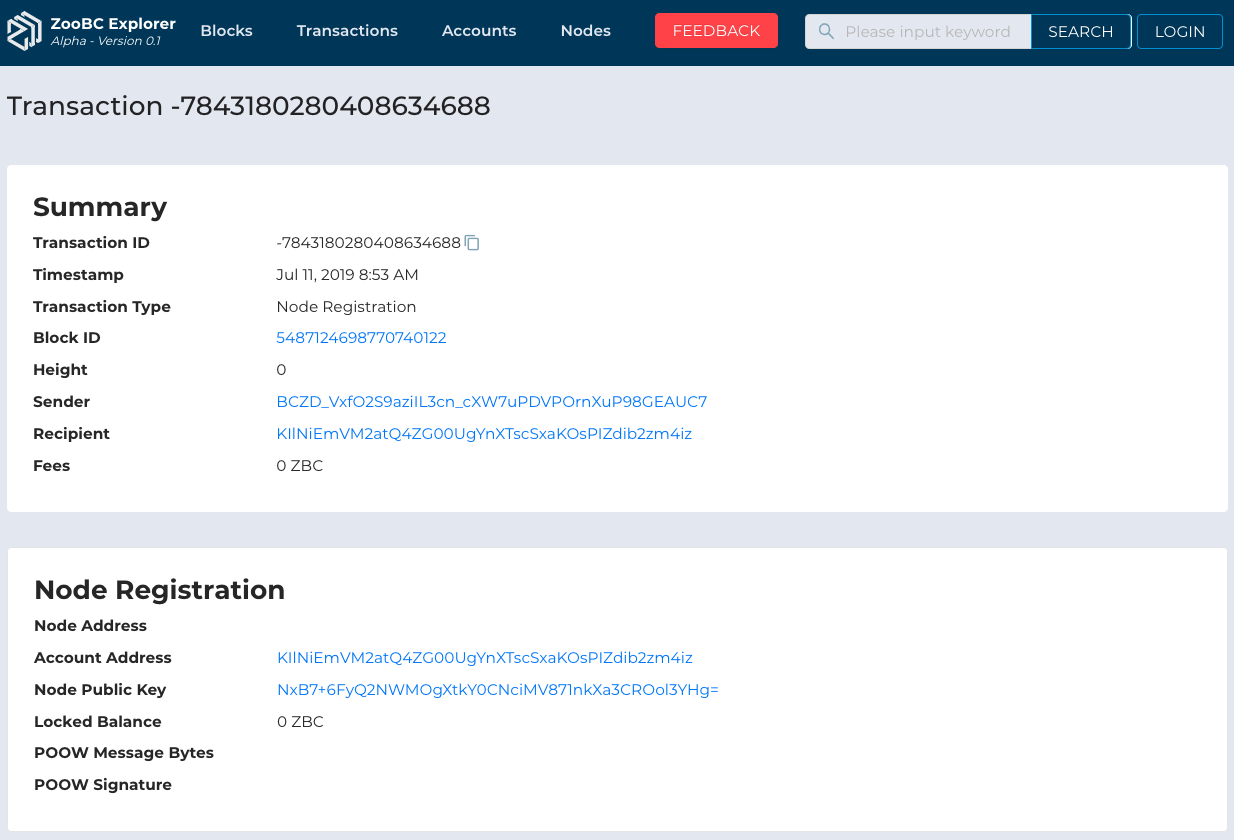 ZooBC Explorer
Alpha - Version 0.1
Blocks Transactions Accounts Nodes FEEDBACK Please input keyword SEARCH LOGIN
Transaction -7843180280408634688
Summary
Transaction ID -7843180280408634688
Timestamp Jul 11, 2019 8:53 AM
Transaction Type Node Registration
Block ID 5487124698770740122
Height 0
Sender BCZD_VxfO2S9aziIL3cn_cXW7uPDVPOrnXuP98GEAUC7
Recipient KIlNiEmVM2atQ4ZG00UgYnXTscSxaKOsPIZdib2zm4iz
Fees 0 ZBC
Node Registration
Node Address
Account Address KIlNiEmVM2atQ4ZG00UgYnXTscSxaKOsPIZdib2zm4iz
Node Public Key NxB7+6FyQ2NWMOgXtkY0CNciMV871nkXa3CROol3YHg=
Locked Balance 0 ZBC
POOW Message Bytes
POOW Signature